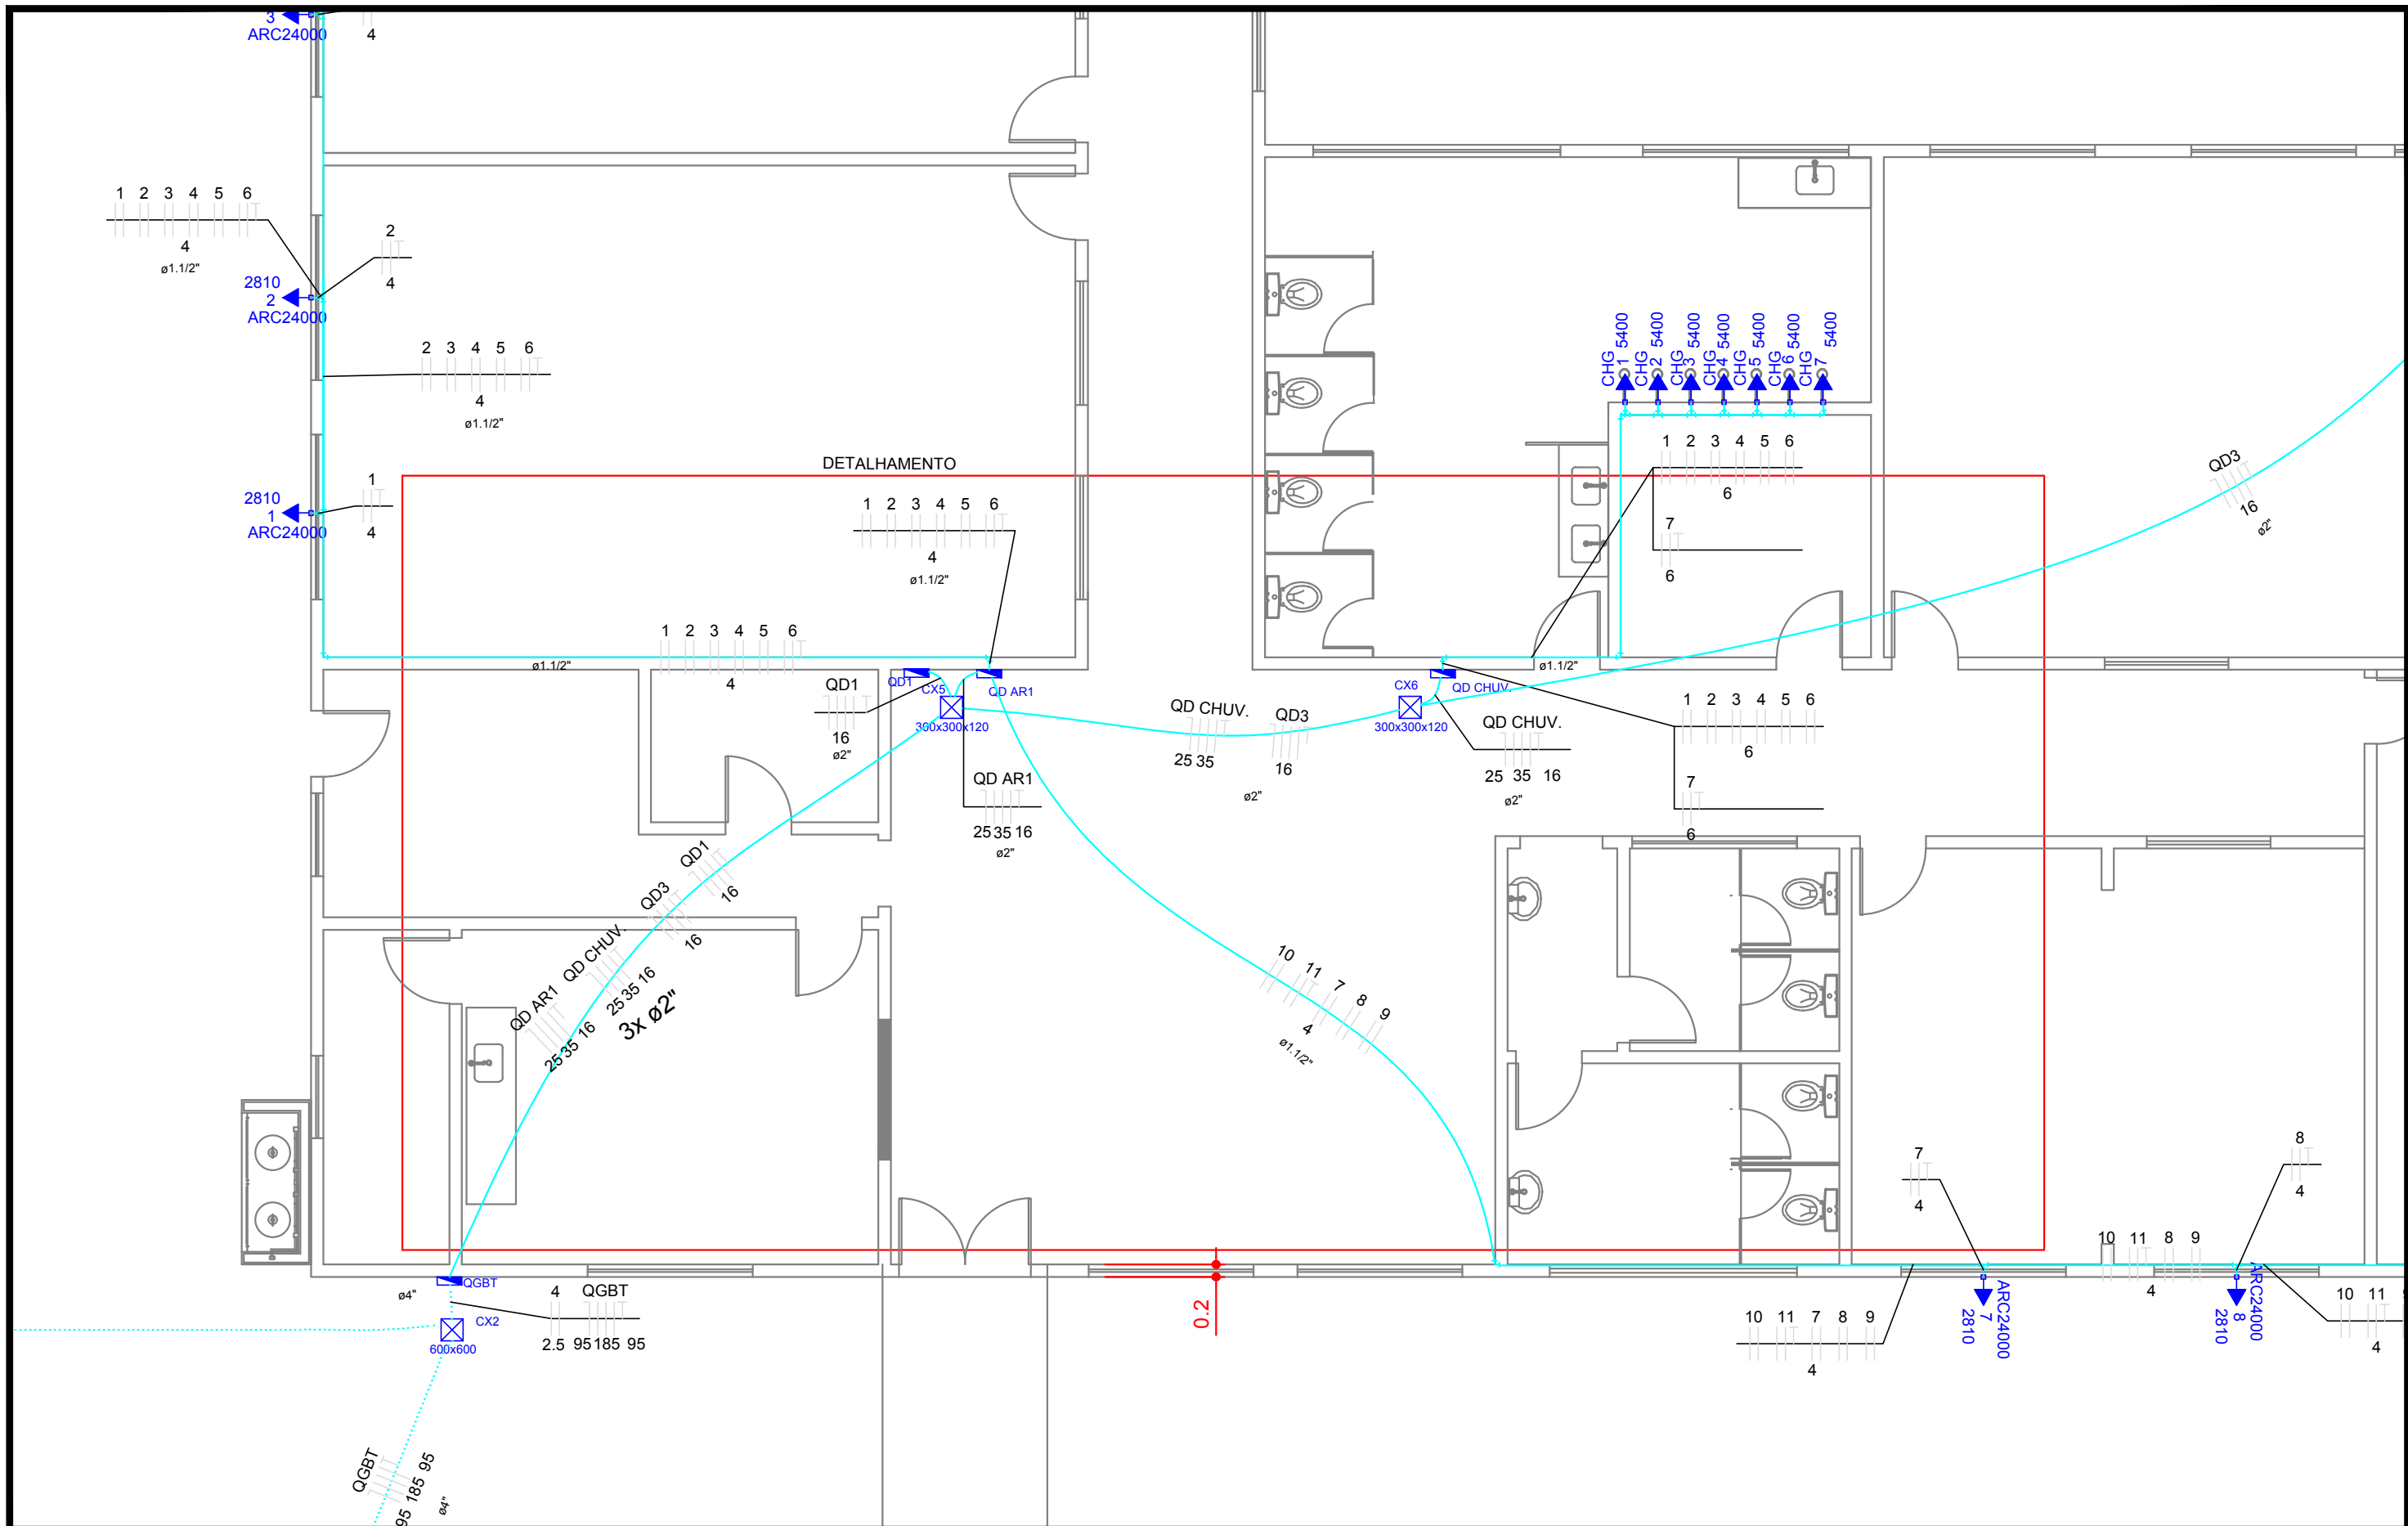 3
ARC24000
4
1 2 3 4 5 6
4
ø1.1/2"
2
4
2810
2
ARC24000
2 3 4 5 6
4
ø1.1/2"
CHG 1 5400
CHG 2 5400
CHG 3 5400
CHG 4 5400
CHG 5 5400
CHG 6 5400
CHG 7 5400
1 2 3 4 5 6
6
7
6
QD3
16
ø2"
DETALHAMENTO
1
4
2810
1
ARC24000
1 2 3 4 5 6
4
ø1.1/2"
1 2 3 4 5 6
4
ø1.1/2"
ø1.1/2"
QD1
CX5
QD AR1
300x300x120
QD1
16
ø2"
QD AR1
25 35 16
ø2"
QD CHUV.
25 35
QD3
16
ø2"
CX6
QD CHUV.
300x300x120
QD CHUV.
25 35 16
ø2"
1 2 3 4 5 6
6
7
6
QD1
16
QD3
16
QD CHUV.
25 35 16
QD AR1
25 35 16
3x ø2"
10 11 7 8 9
4
ø1.1/2"
7
4
8
4
10 11 8 9
4
QGBT
ø4"
4 QGBT
2.5 95 185 95
CX2
600x600
0.2
10 11 7 8 9
4
ARC24000
7
2810
ARC24000
8
2810
10 11
4
QGBT
95 185 95
ø4"